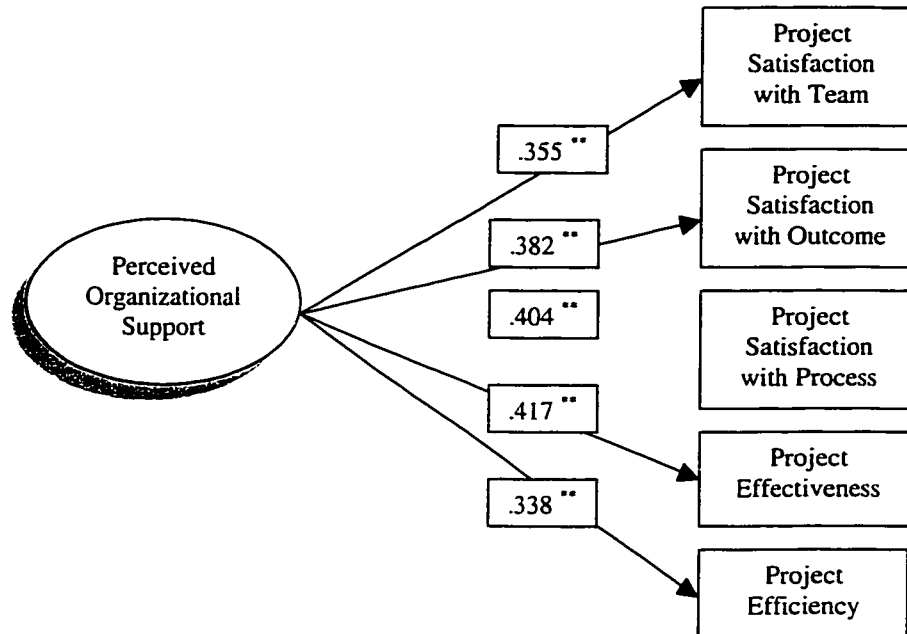 Perceived
Organizational
Support
.355 **
.382 **
.404 **
.417 **
.338 **
Project
Satisfaction
with Team
Project
Satisfaction
with Outcome
Project
Satisfaction
with Process
Project
Effectiveness
Project
Efficiency